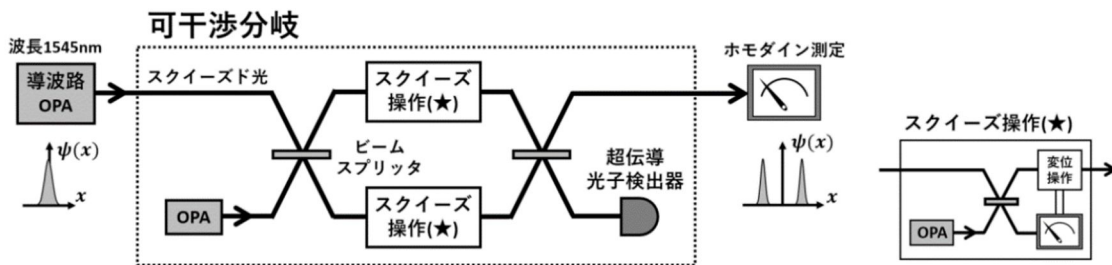 可干渉分岐
波長1545nm
導波路
OPA
スクイーズド光
スクイーズ
操作(★)
ホモダイン測定
ψ(x)
x
ビーム
スプリッタ
OPA
スクイーズ
操作(★)
超伝導
光子検出器
ψ(x)
x
スクイーズ操作(★)
変位
操作
OPA